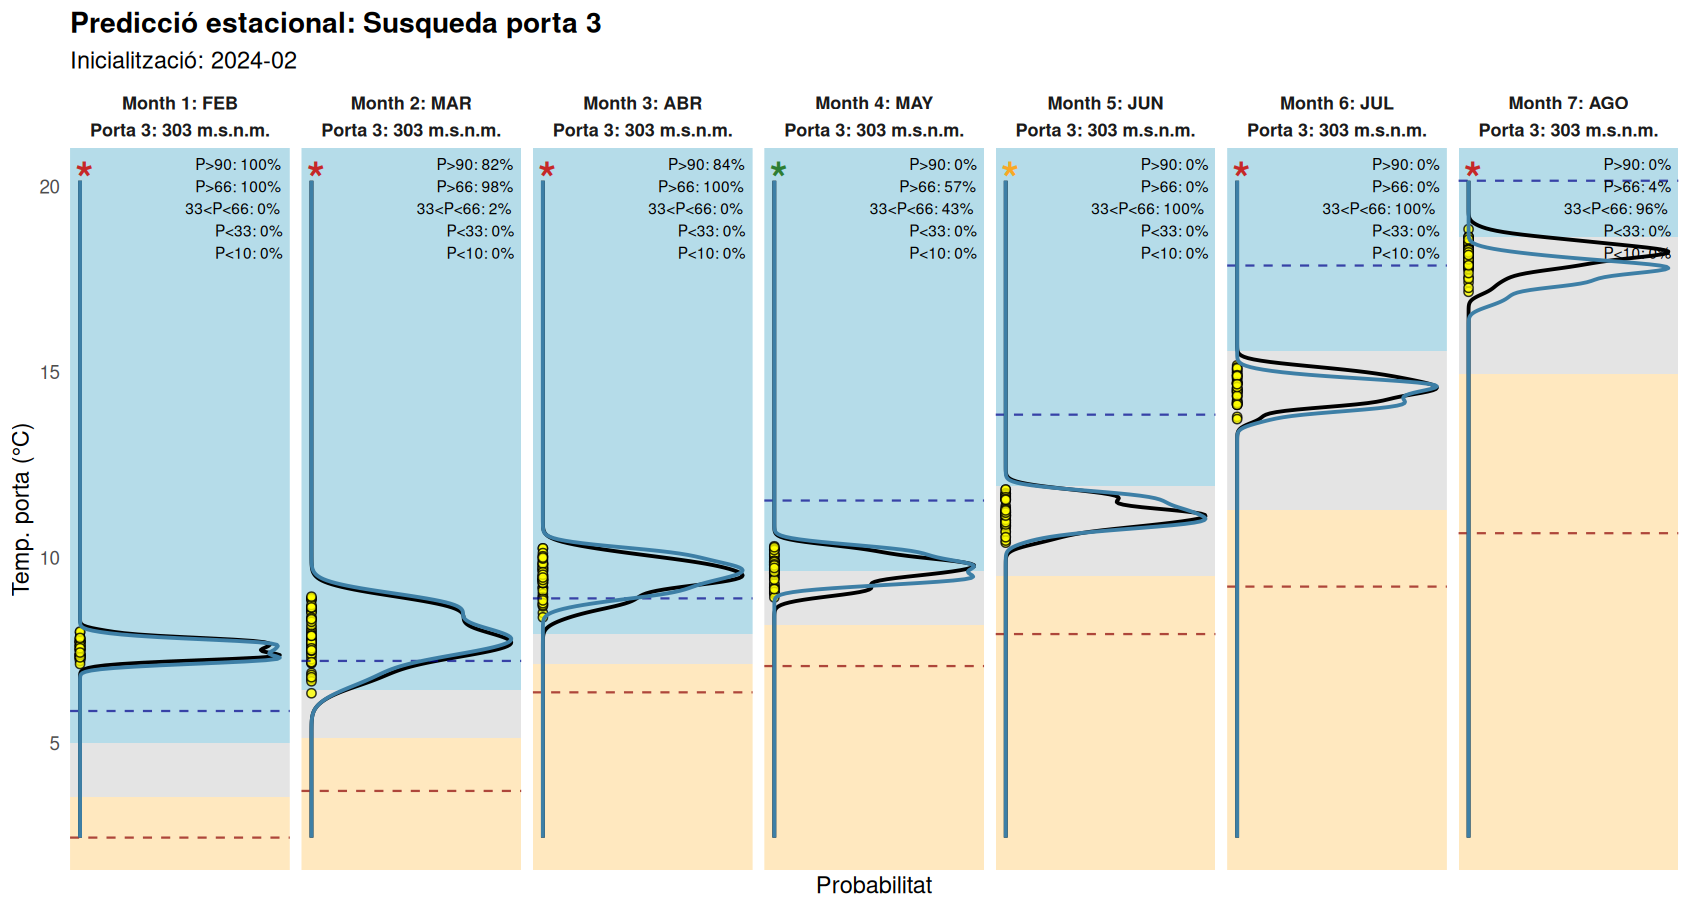 Predicció estacional: Susqueda porta 3
Inicialització: 2024-02
Month 1: FEB
Porta 3: 303 m.s.n.m.
Month 2: MAR
Porta 3: 303 m.s.n.m.
Month 3: ABR
Porta 3: 303 m.s.n.m.
Month 4: MAY
Porta 3: 303 m.s.n.m.
Month 5: JUN
Porta 3: 303 m.s.n.m.
Month 6: JUL
Porta 3: 303 m.s.n.m.
Month 7: AGO
Porta 3: 303 m.s.n.m.
*
P>90: 100%
P>66: 100%
33<P<66: 0%
P<33: 0%
P<10: 0%
*
P>90: 82%
P>66: 98%
33<P<66: 2%
P<33: 0%
P<10: 0%
*
P>90: 84%
P>66: 100%
33<P<66: 0%
P<33: 0%
P<10: 0%
*
P>90: 0%
P>66: 57%
33<P<66: 43%
P<33: 0%
P<10: 0%
*
P>90: 0%
P>66: 0%
33<P<66: 100%
P<33: 0%
P<10: 0%
*
P>90: 0%
P>66: 0%
33<P<66: 100%
P<33: 0%
P<10: 0%
*
P>90: 0%
P>66: 4%
33<P<66: 96%
P<33: 0%
P<10: 0%
20
15
10
5
Temp. porta (°C)
Probabilitat